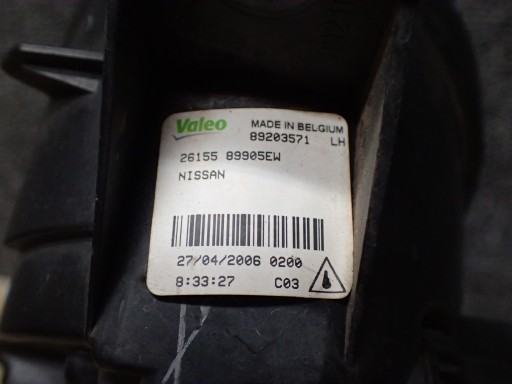 Valeo MADE IN BELGIUM
89203571 LH
26155 89905EW
NISSAN
27/04/2006 0200
8:33:27 C03